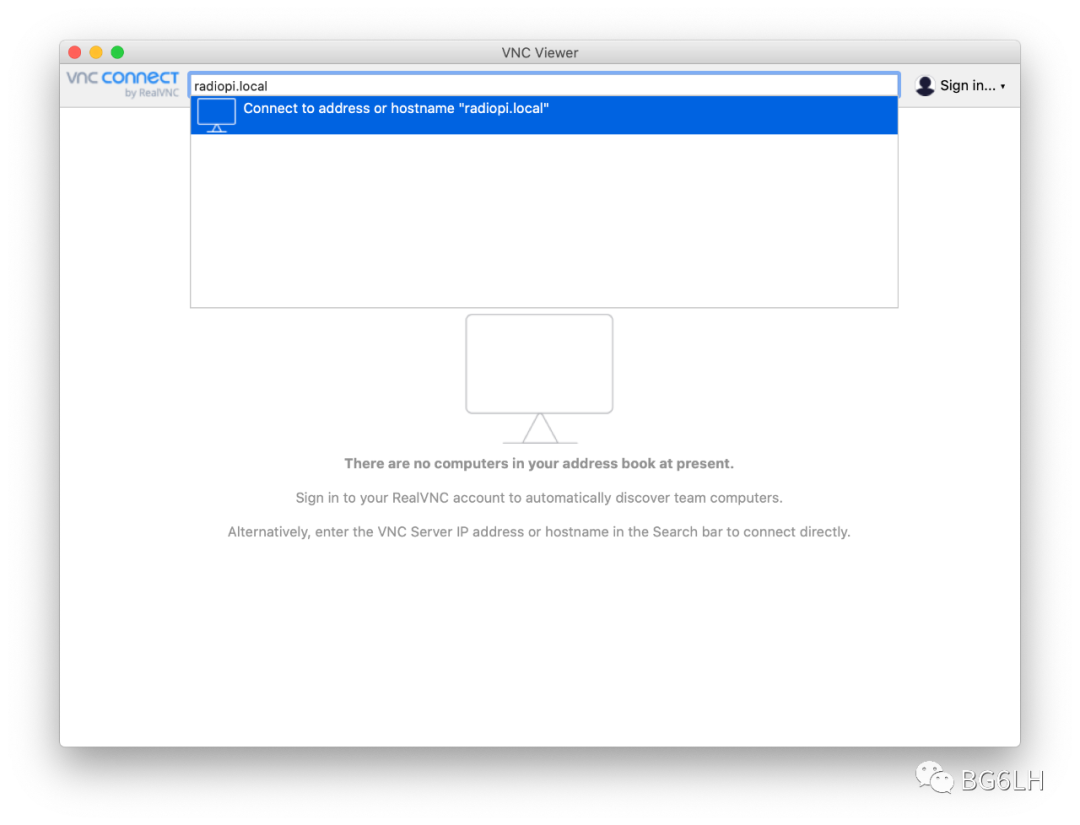 VNC Viewer
vnc connect
by RealVNC
radiopi.local
Sign in...
Connect to address or hostname "radiopi.local"
There are no computers in your address book at present.
Sign in to your RealVNC account to automatically discover team computers.
Alternatively, enter the VNC Server IP address or hostname in the Search bar to connect directly.
BG6LH